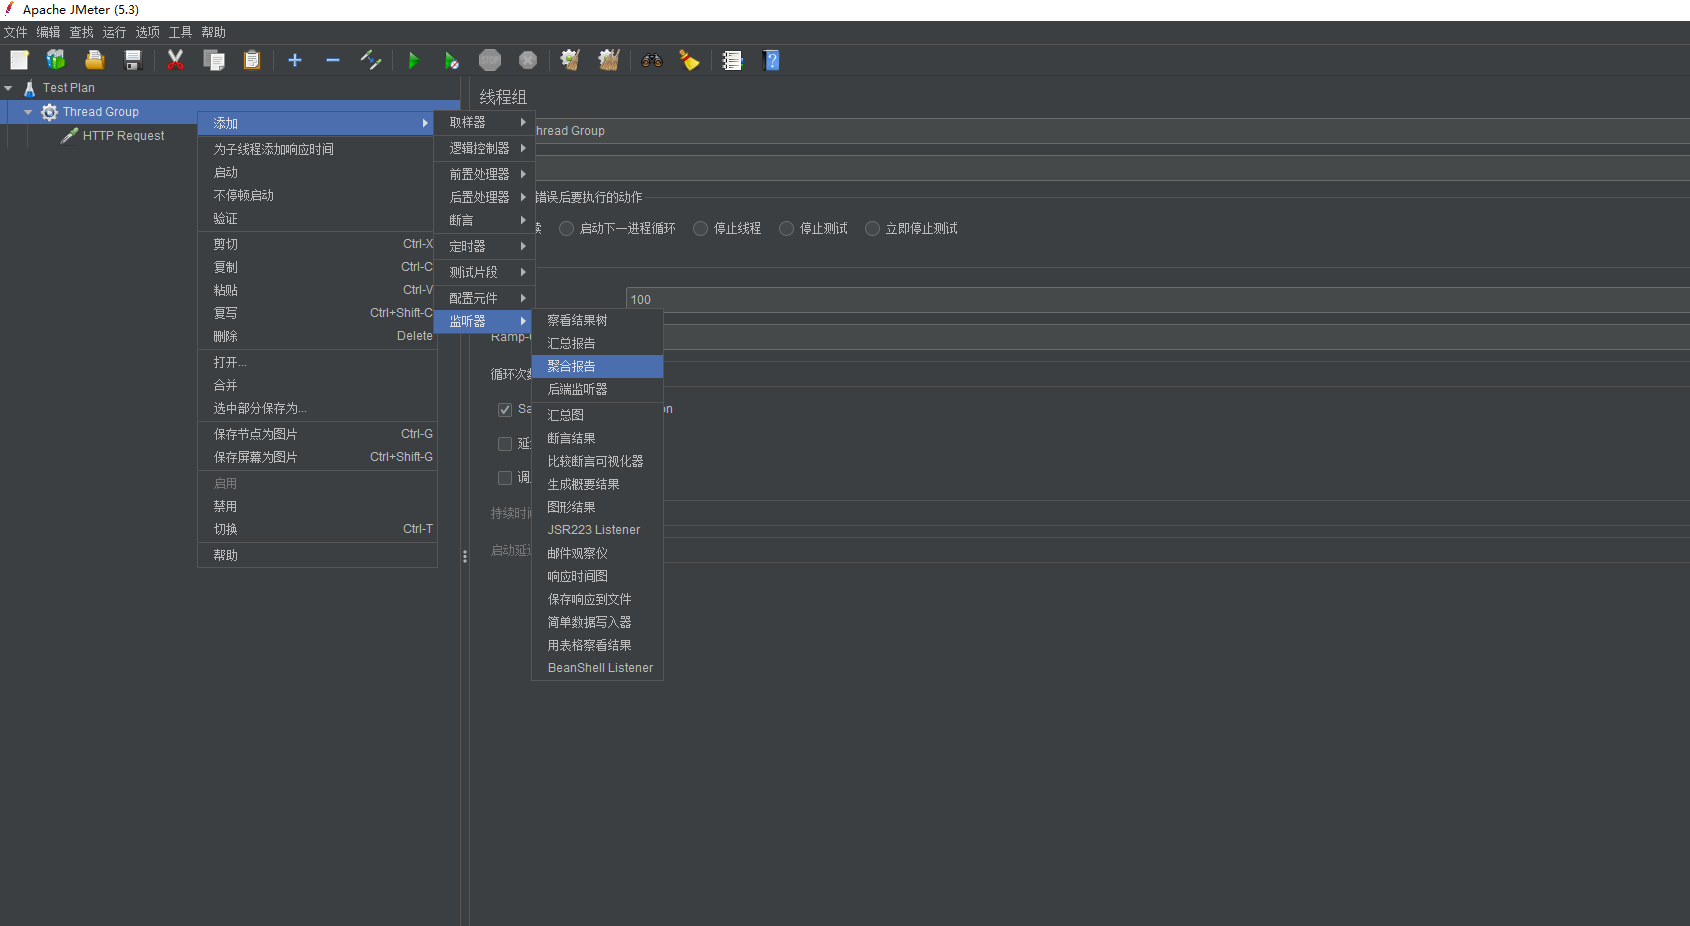 Apache JMeter (5.3)
文件 编辑 查找 运行 选项 工具 帮助
STOP
Test Plan
Thread Group
HTTP Request
添加
为子线程添加响应时间
启动
不停顿启动
验证
剪切 Ctrl-X
复制 Ctrl-C
粘贴 Ctrl-V
复写 Ctrl+Shift-C
删除 Delete
打开...
合并
选中部分保存为...
保存节点为图片 Ctrl-G
保存屏幕为图片 Ctrl+Shift-G
启用
禁用
切换 Ctrl-T
帮助
取样器
逻辑控制器
前置处理器
后置处理器
断言
定时器
测试片段
配置元件
监听器
察看结果树
汇总报告
聚合报告
后端监听器
汇总图
断言结果
比较断言可视化器
生成概要结果
图形结果
JSR223 Listener
邮件观察仪
响应时间图
保存响应到文件
简单数据写入器
用表格察看结果
BeanShell Listener
线程组
hread Group
错误后要执行的动作
续 启动下一进程循环 停止线程 停止测试 立即停止测试
100
Ramp-
循环次
Sa on
延
调
持续时间
启动延